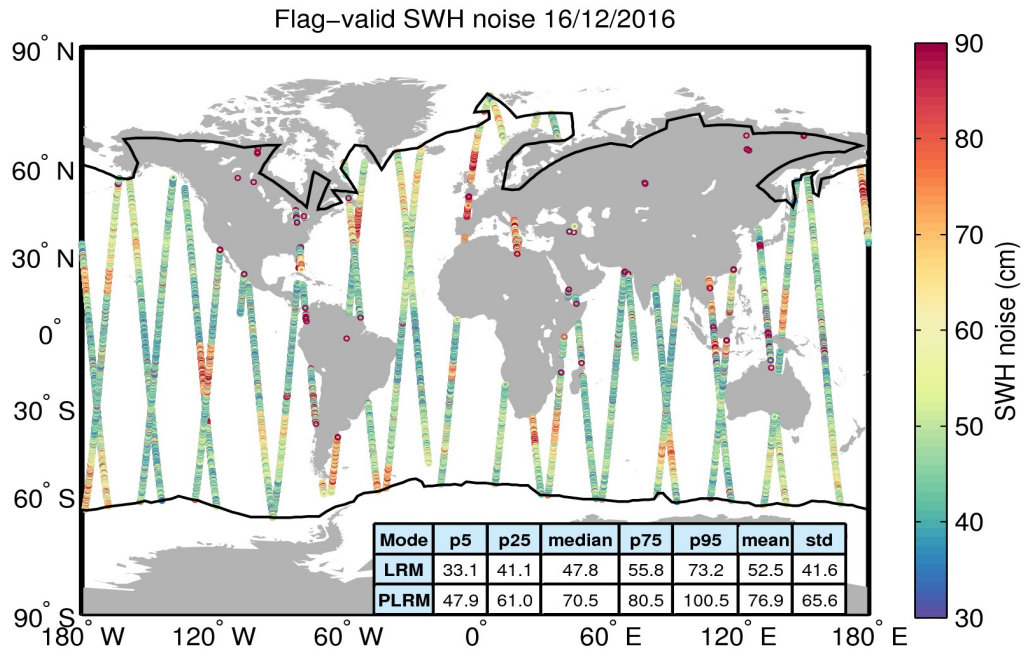 Flag−valid SWH noise 16/12/2016
90° N
60° N
30° N
0°
30° S
60° S
90° S
180° W
120° W
60° W
0°
60° E
120° E
180° E
Mode p5 p25 median p75 p95 mean std
LRM 33.1 41.1 47.8 55.8 73.2 52.5 41.6
PLRM 47.9 61.0 70.5 80.5 100.5 76.9 65.6
90
80
70
60
50
40
30
SWH noise (cm)